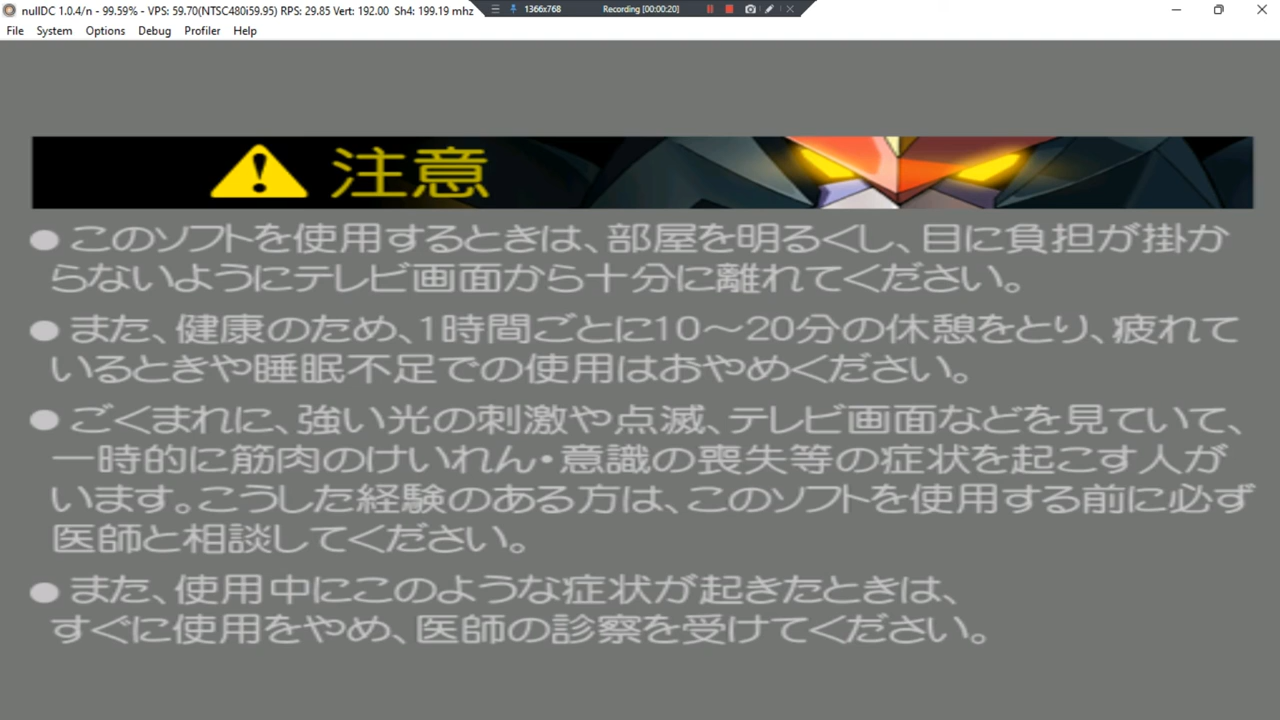 nullDC 1.0.4/n - 99.59% - VPS: 59.70(NTSC480i59.95) RPS: 29.85 Vert: 192.00 Sh4: 199.19 mhz
1366x768 Recording [00:00:20]
File System Options Debug Profiler Help
注意
●このソフトを使用するときは、部屋を明るくし、目に負担が掛か
らないようにテレビ画面から十分に離れてください。
●また、健康のため、1時間ごとに10～20分の休憩をとり、疲れて
いるときや睡眠不足での使用はおやめください。
●ごくまれに、強い光の刺激や点滅、テレビ画面などを見ていて、
一時的に筋肉のけいれん・意識の喪失等の症状を起こす人が
います。こうした経験のある方は、このソフトを使用する前に必ず
医師と相談してください。
●また、使用中にこのような症状が起きたときは、
すぐに使用をやめ、医師の診察を受けてください。